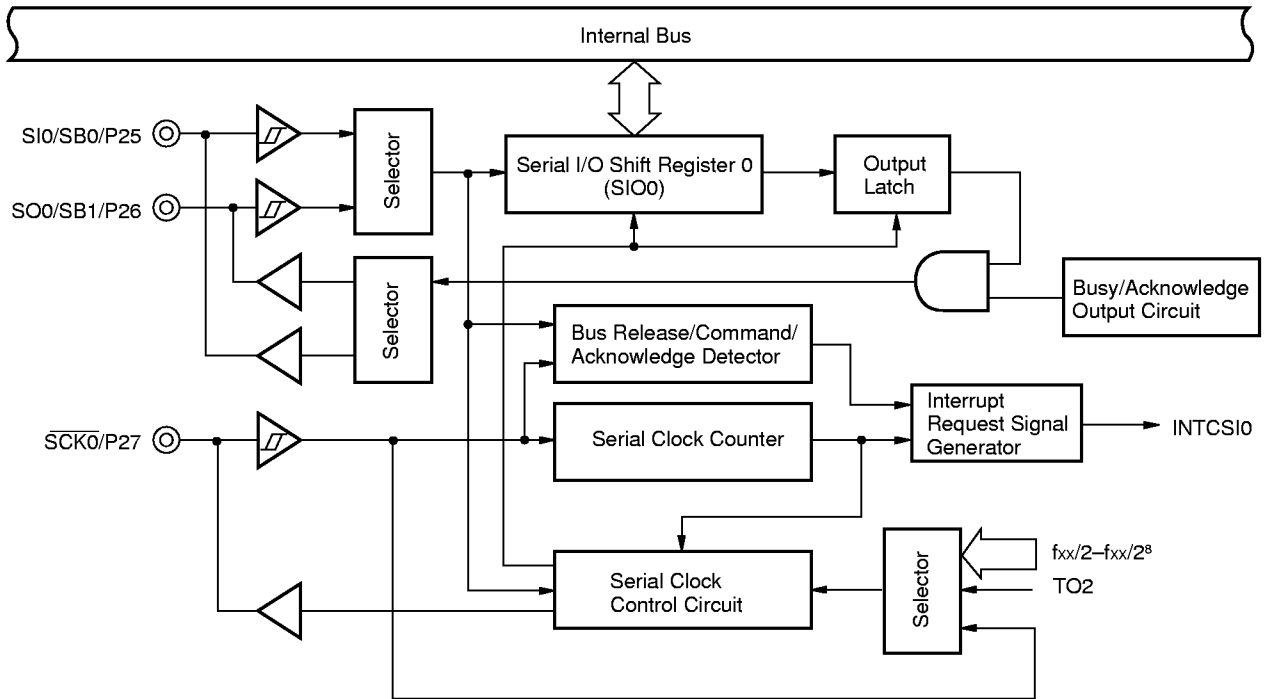 Internal Bus
SI0/SB0/P25
SO0/SB1/P26
Selector
Serial I/O Shift Register 0
(SIO0)
Output
Latch
Selector
Busy/Acknowledge
Output Circuit
Bus Release/Command/
Acknowledge Detector
SCK0/P27
Serial Clock Counter
Interrupt
Request Signal
Generator
INTCSI0
Serial Clock
Control Circuit
Selector
fxx/2–fxx/2⁸
TO2